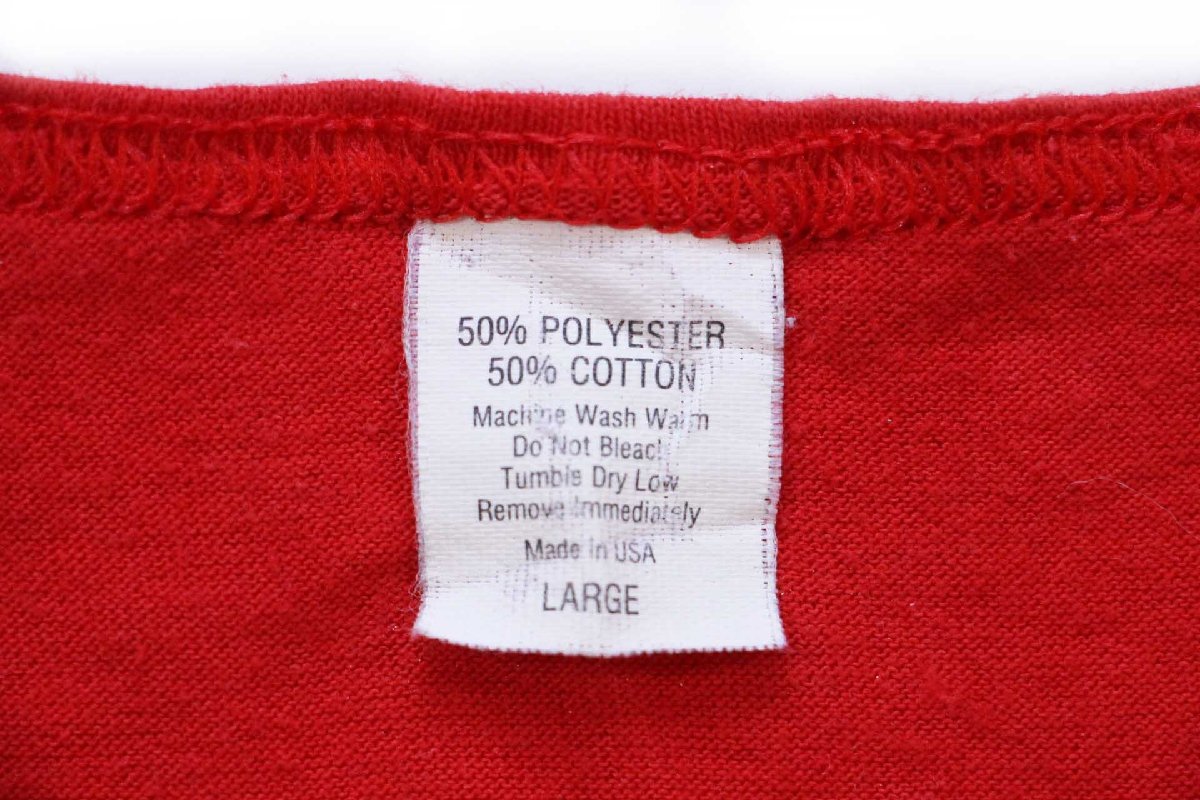 50% POLYESTER
50% COTTON
Machine Wash Warm
Do Not Bleach
Tumble Dry Low
Remove Immediately
Made in USA
LARGE